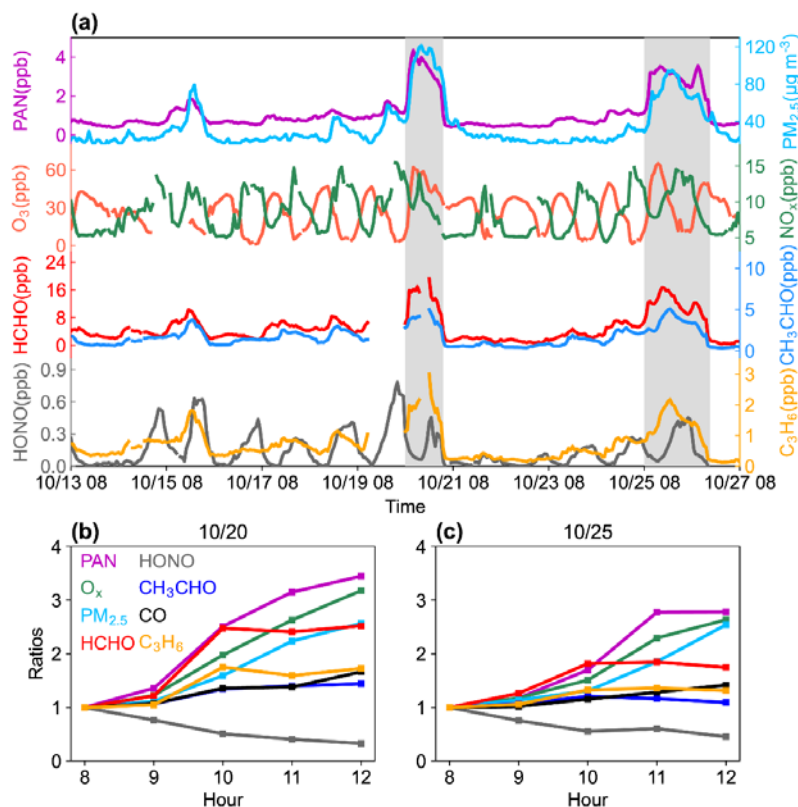 (a)
PAN(ppb)
4
2
0
PM2.5(μg m-3)
120
80
40
O3(ppb)
60
30
0
NOx(ppb)
15
10
5
HCHO(ppb)
24
16
8
0
CH3CHO(ppb)
10
5
0
HONO(ppb)
0.9
0.6
0.3
0.0
C3H6(ppb)
3
2
1
0
10/13 08 10/15 08 10/17 08 10/19 08 10/21 08 10/23 08 10/25 08 10/27 08
Time
(b) 10/20
PAN HONO
Ox CH3CHO
PM2.5 CO
HCHO C3H6
Ratios
4
3
2
1
0
8 9 10 11 12
Hour
(c) 10/25
4
3
2
1
0
8 9 10 11 12
Hour